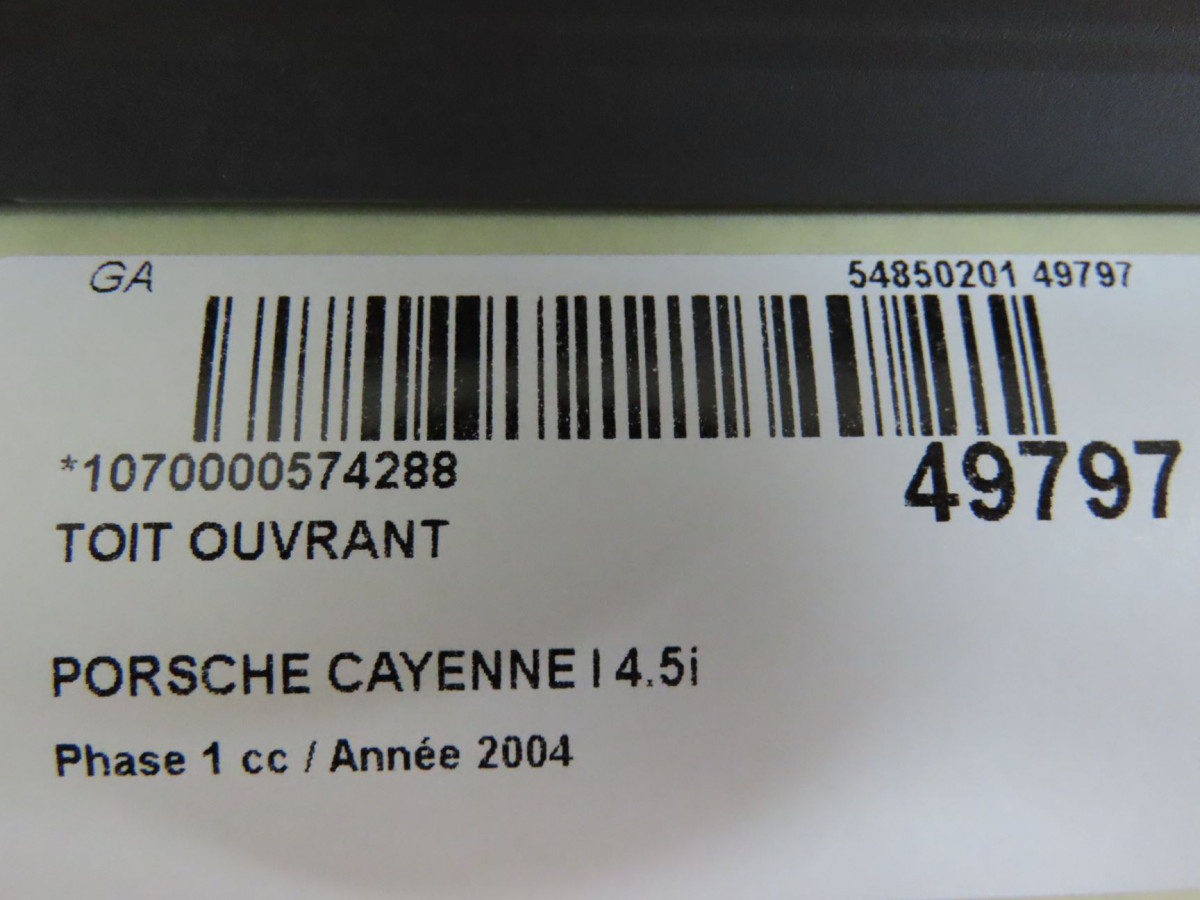 GA
54850201 49797
*1070000574288
49797
TOIT OUVRANT
PORSCHE CAYENNE I 4.5i
Phase 1 cc / Année 2004